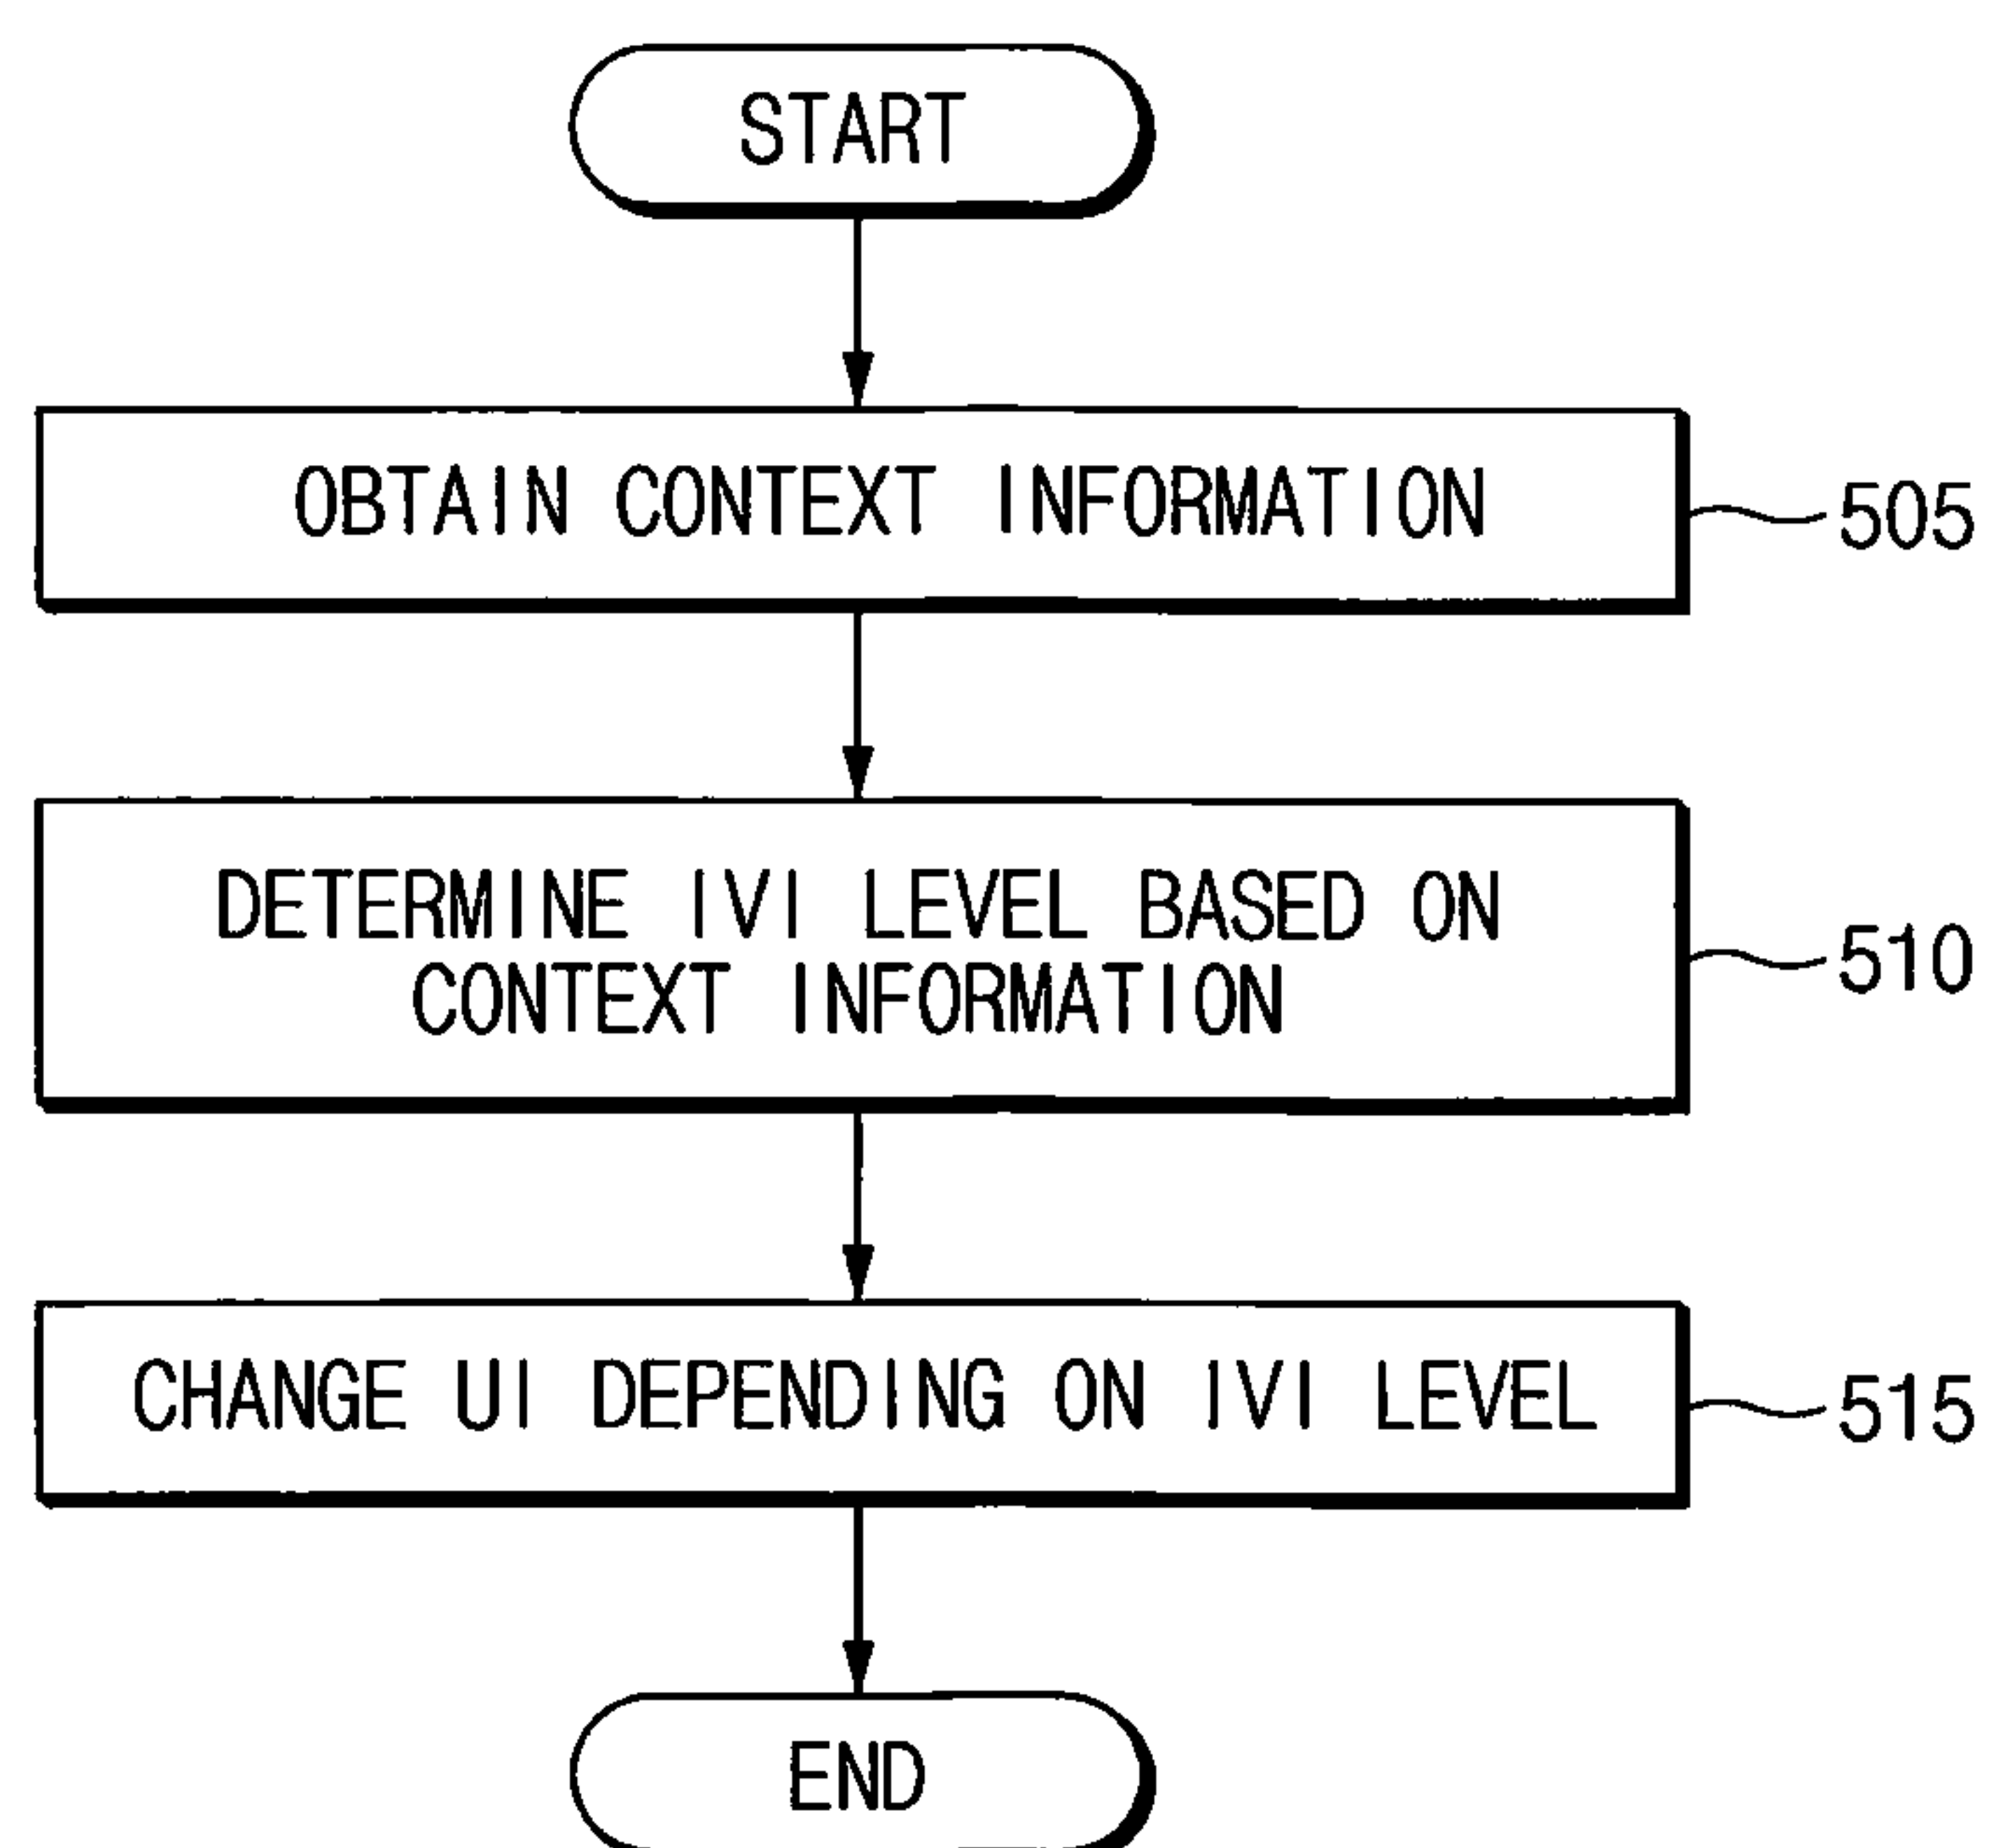 START
OBTAIN CONTEXT INFORMATION
505
DETERMINE IVI LEVEL BASED ON
CONTEXT INFORMATION
510
CHANGE UI DEPENDING ON IVI LEVEL
515
END